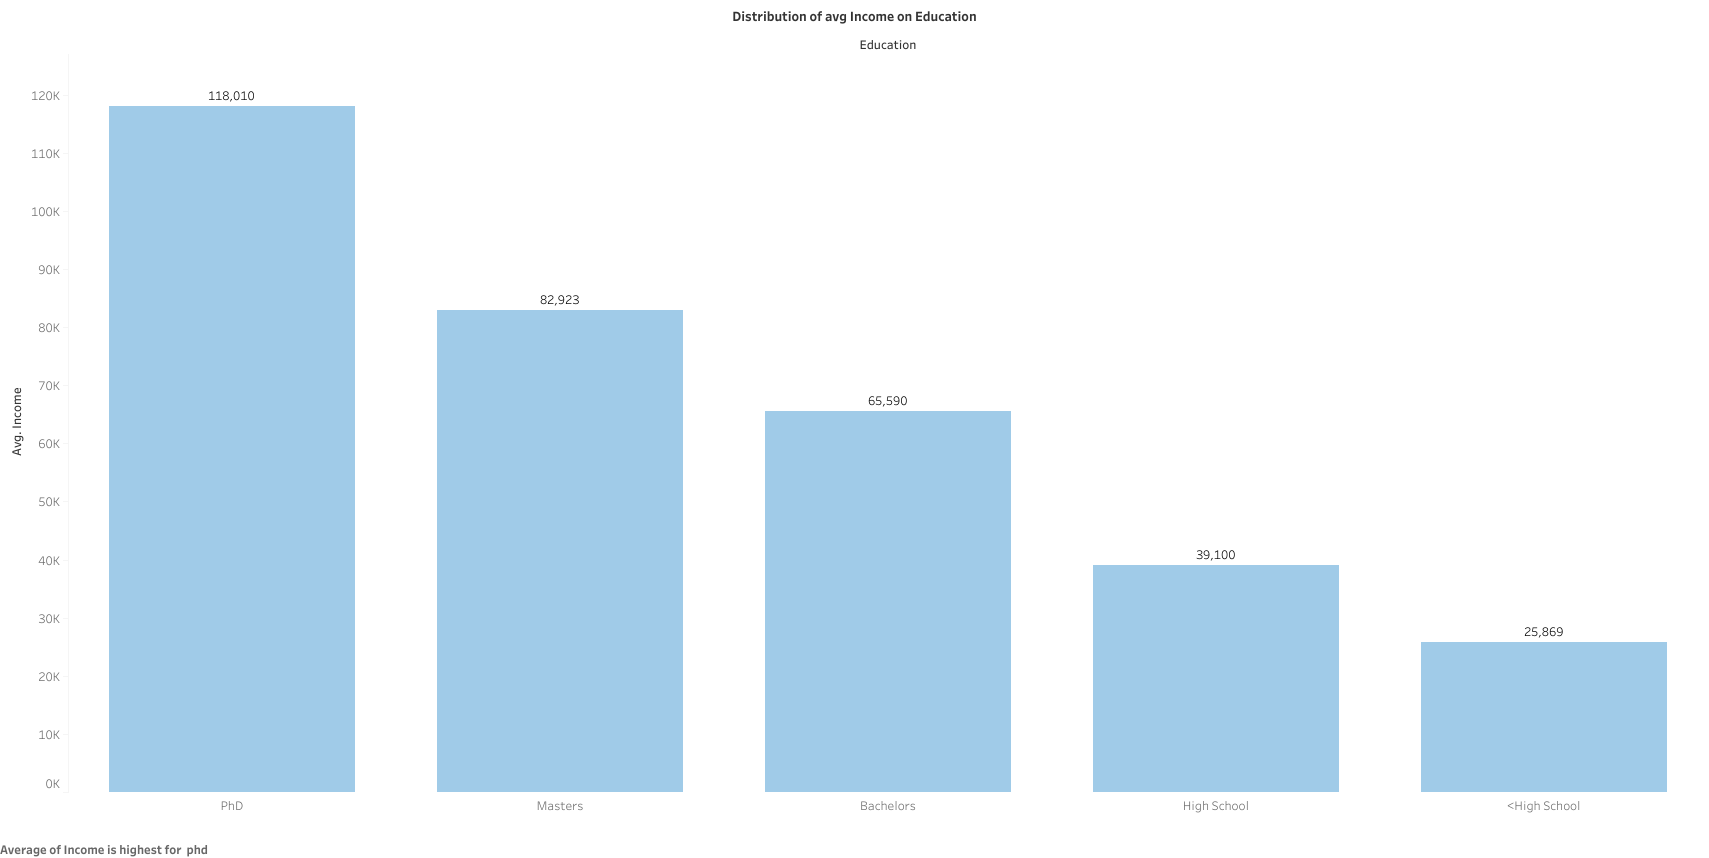 Distribution of avg Income on Education
Education
120K
110K
100K
90K
80K
70K
60K
50K
40K
30K
20K
10K
0K
Avg. Income
118,010
82,923
65,590
39,100
25,869
PhD
Masters
Bachelors
High School
<High School
Average of Income is highest for  phd